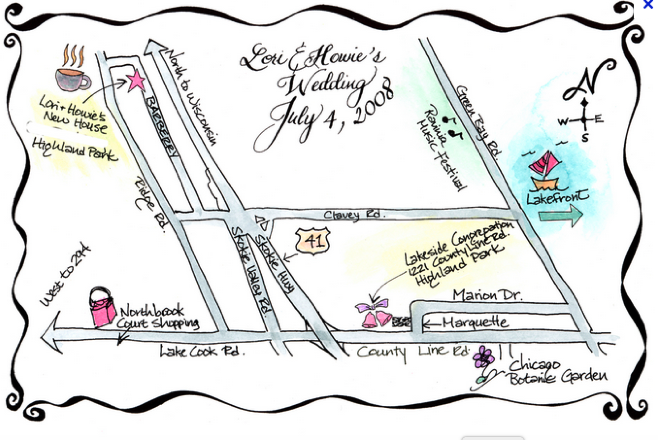 Lori & Howie's
Wedding
July 4, 2008
North to Wisconsin
Lori & Howie's
New House
Highland Park
BARBERRY
Ridge Rd.
Green Bay Rd.
Ravinia
Music Festival
N
W E
S
Lakefront
Clavey Rd.
Skokie Valley Rd
Skokie Hwy
41
Lakeside Congregation
1221 County Line Rd.
Highland Park
West to 294
Northbrook
Court Shopping
Marion Dr.
Marquette
Lake Cook Rd.
County Line Rd.
Chicago
Botanic Garden